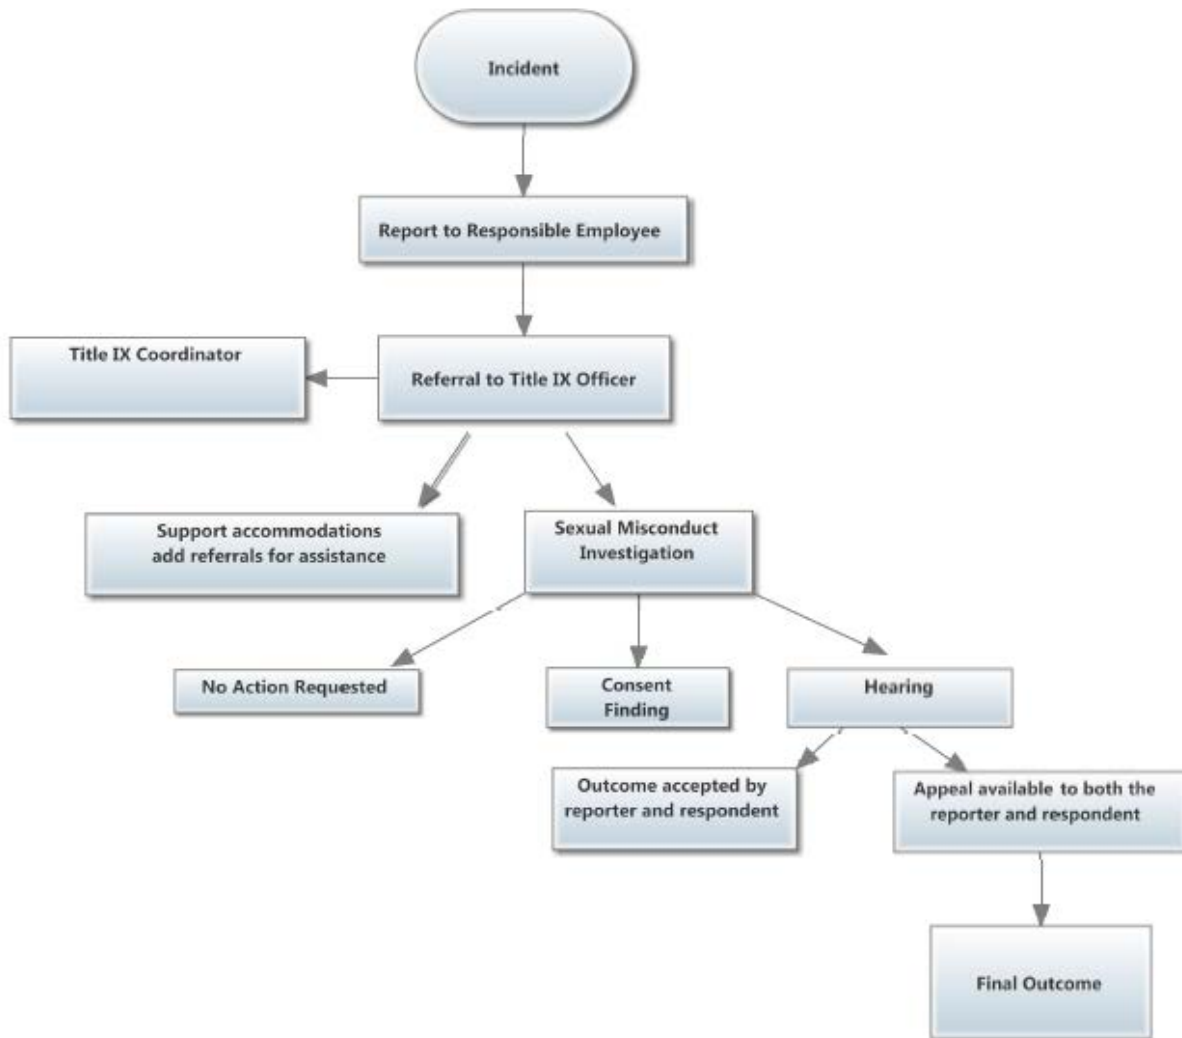 Incident
Report to Responsible Employee
Title IX Coordinator
Referral to Title IX Officer
Support accommodations
add referrals for assistance
Sexual Misconduct
Investigation
No Action Requested
Consent
Finding
Hearing
Outcome accepted by
reporter and respondent
Appeal available to both the
reporter and respondent
Final Outcome